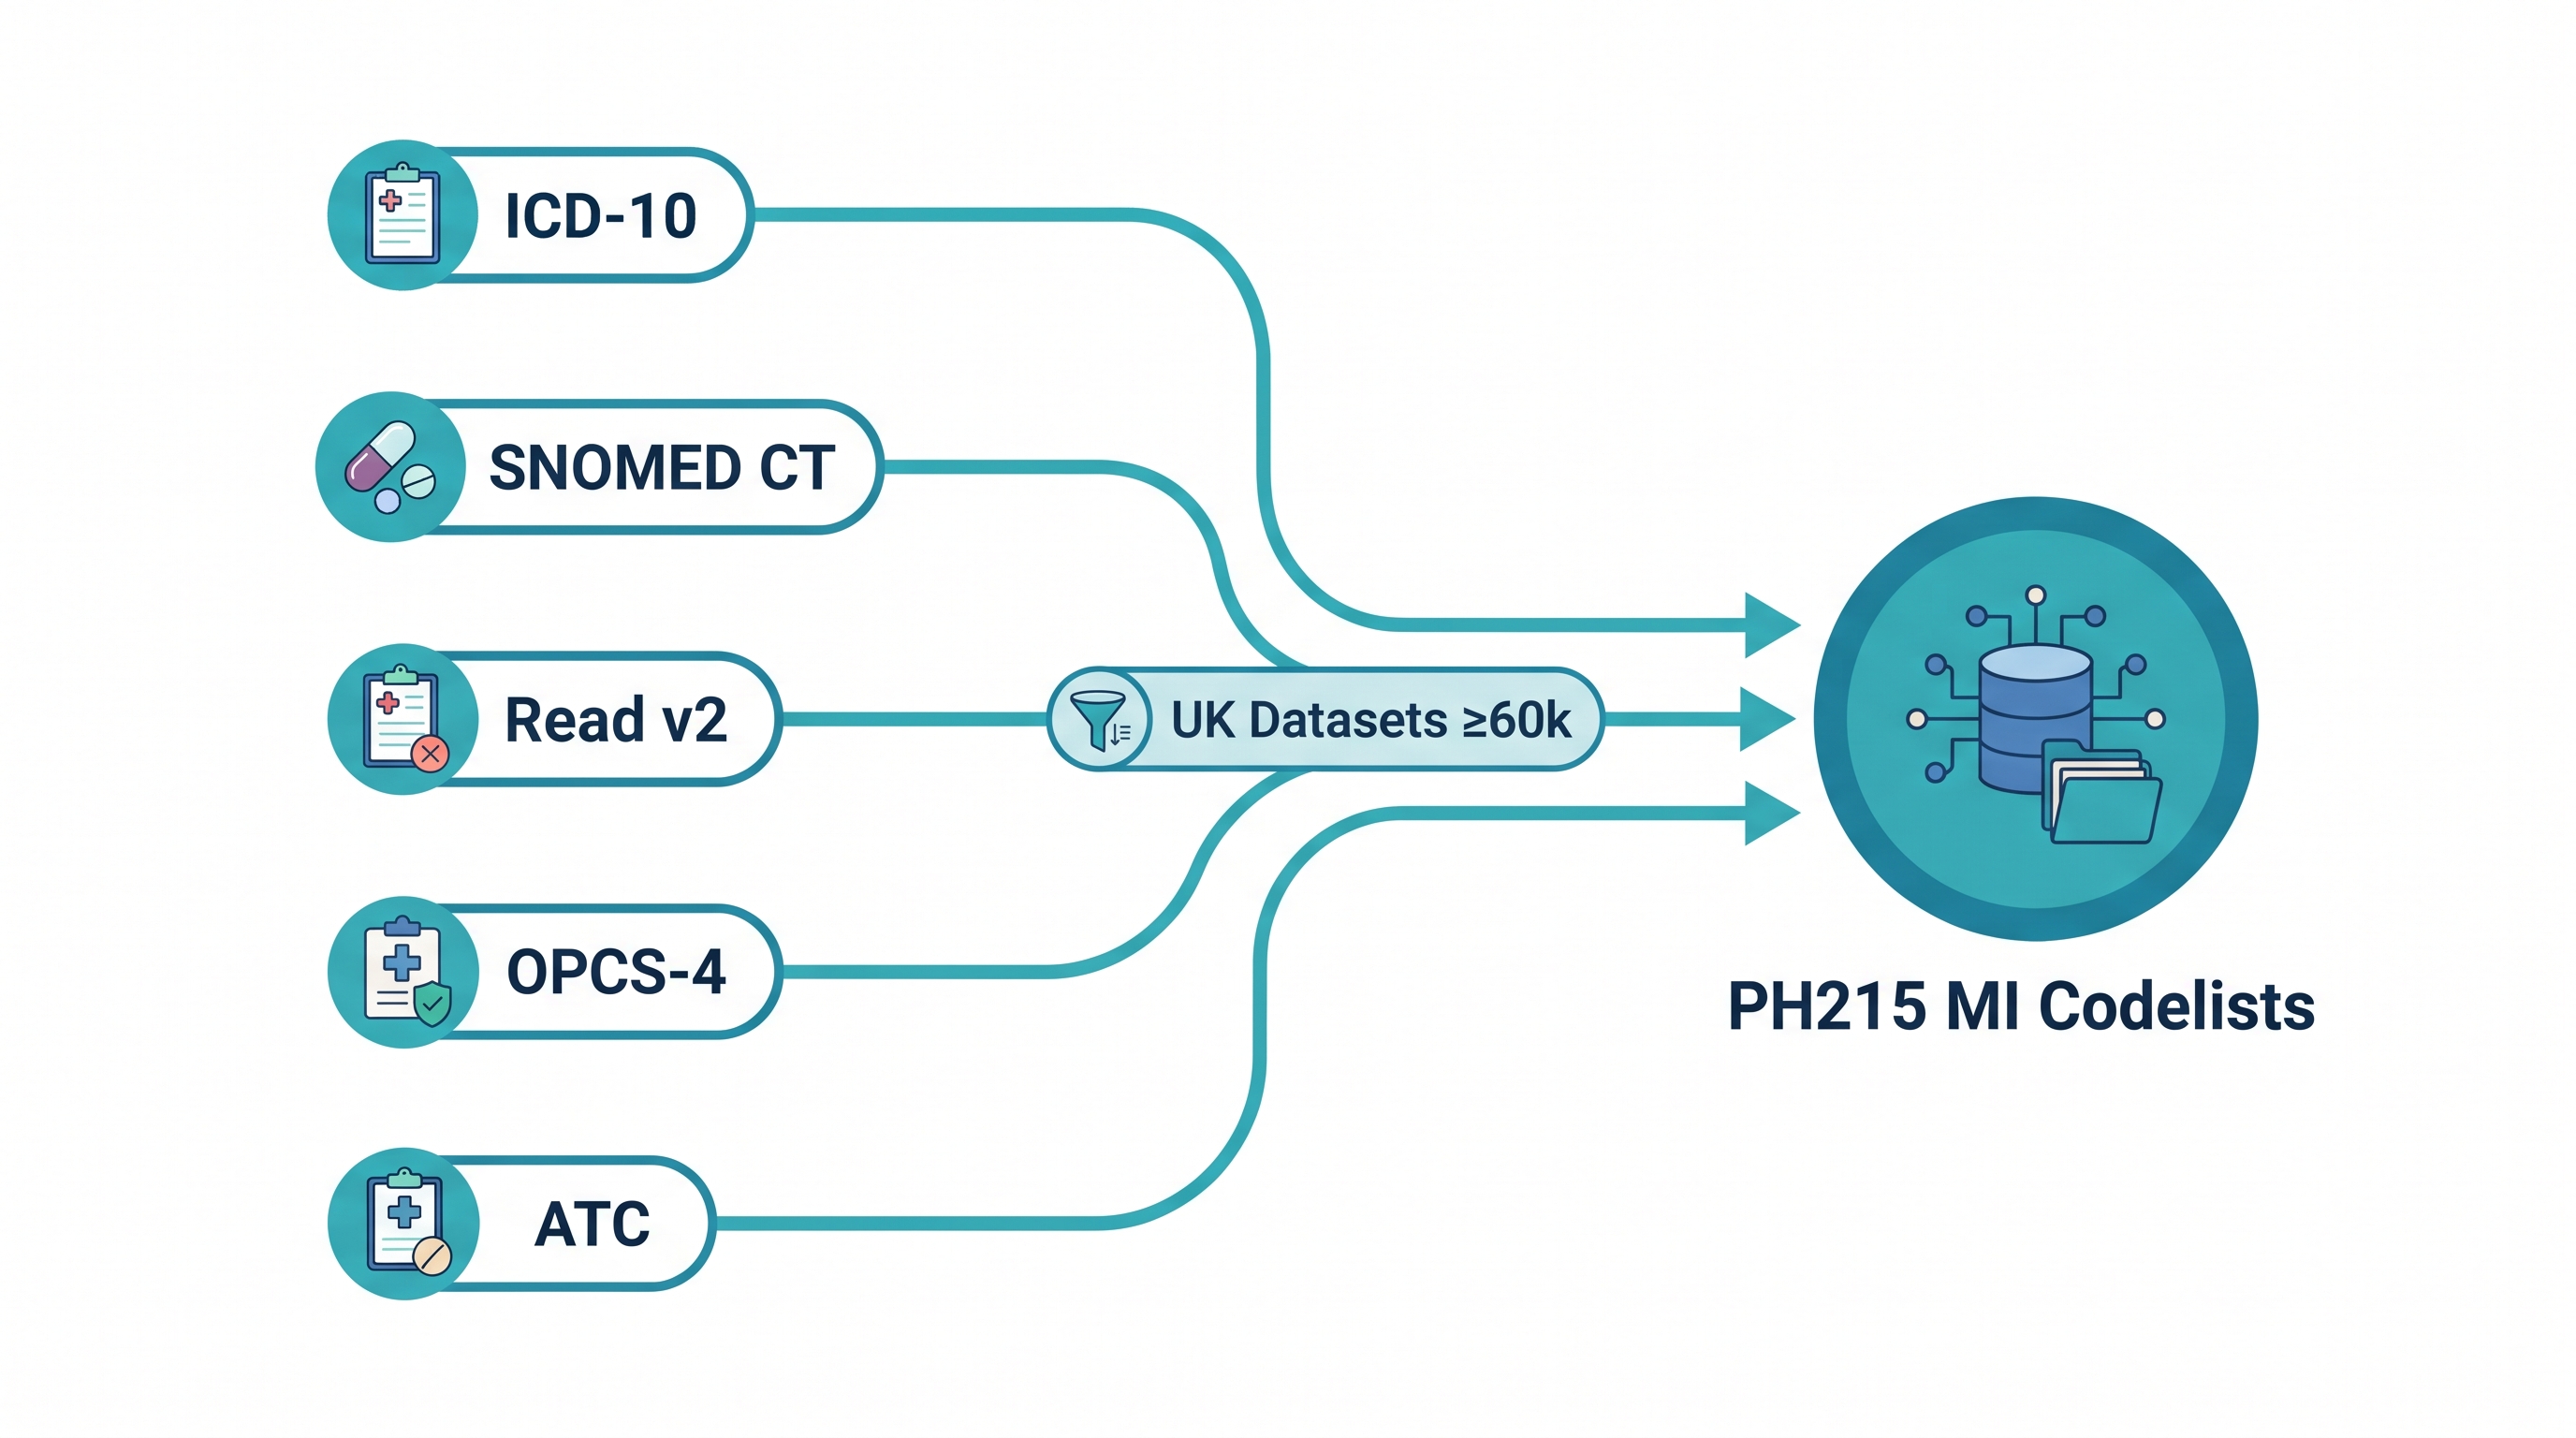 ICD-10
SNOMED CT
Read v2
UK Datasets ≥60k
OPCS-4
ATC
PH215 MI Codelists